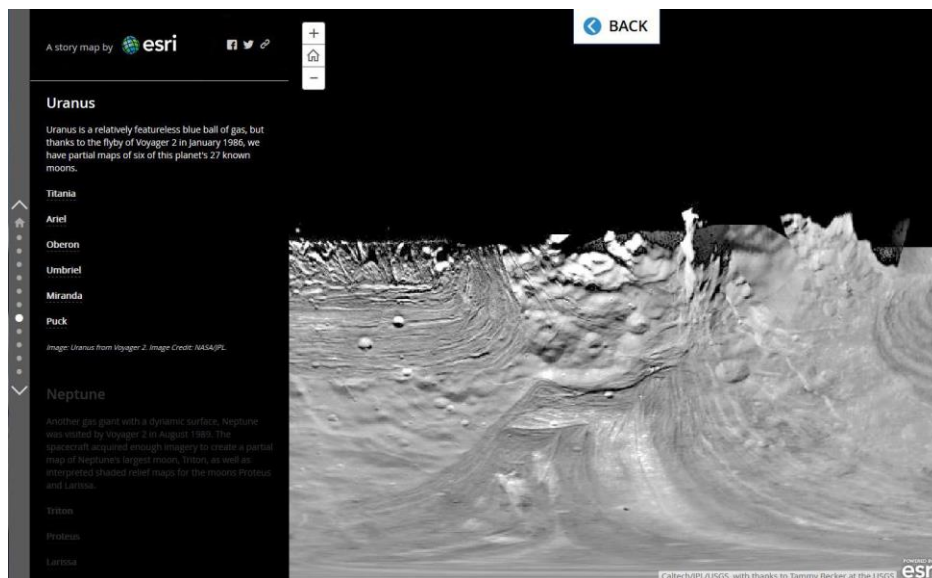 A story map by esri
Uranus
Uranus is a relatively featureless blue ball of gas, but
thanks to the flyby of Voyager 2 in January 1986, we
have partial maps of six of this planet's 27 known
moons.
Titania
Ariel
Oberon
Umbriel
Miranda
Puck
Image: Uranus from Voyager 2. Image Credit: NASA/JPL.
Neptune
Another gas giant with a dynamic surface, Neptune
was visited by Voyager 2 in August 1989. The
spacecraft acquired enough imagery to create a partial
map of Neptune's largest moon, Triton, as well as
interpreted shaded relief maps for the moons Proteus
and Larissa.
Triton
Proteus
Larissa
+
−
BACK
POWERED BY
esri
Caltech/JPL/USGS, with thanks to Tammy Becker at the USGS